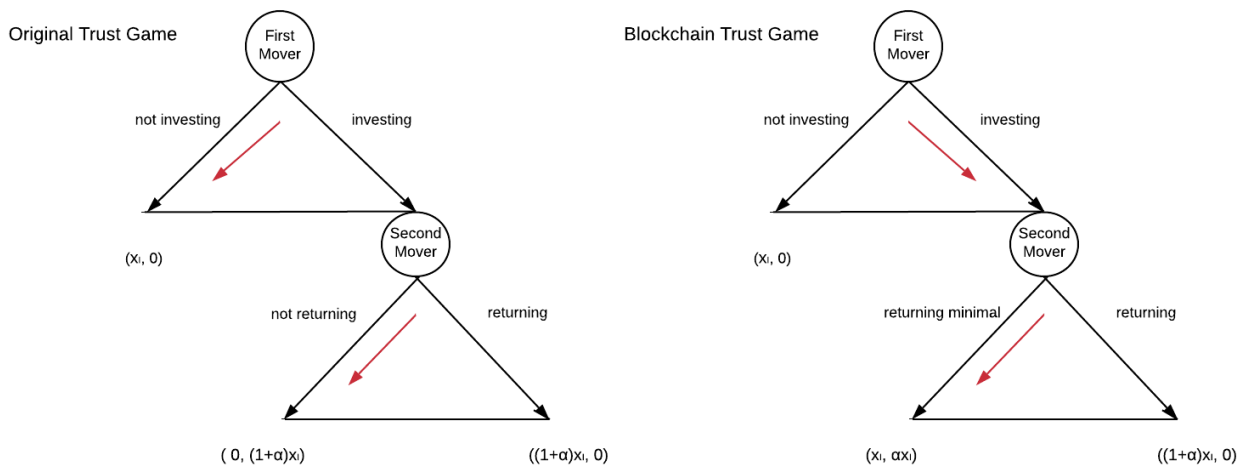 Original Trust Game
First
Mover
not investing
investing
(xᵢ, 0)
Second
Mover
not returning
returning
( 0, (1+α)xᵢ)
((1+α)xᵢ, 0)
Blockchain Trust Game
First
Mover
not investing
investing
(xᵢ, 0)
Second
Mover
returning minimal
returning
(xᵢ, αxᵢ)
((1+α)xᵢ, 0)